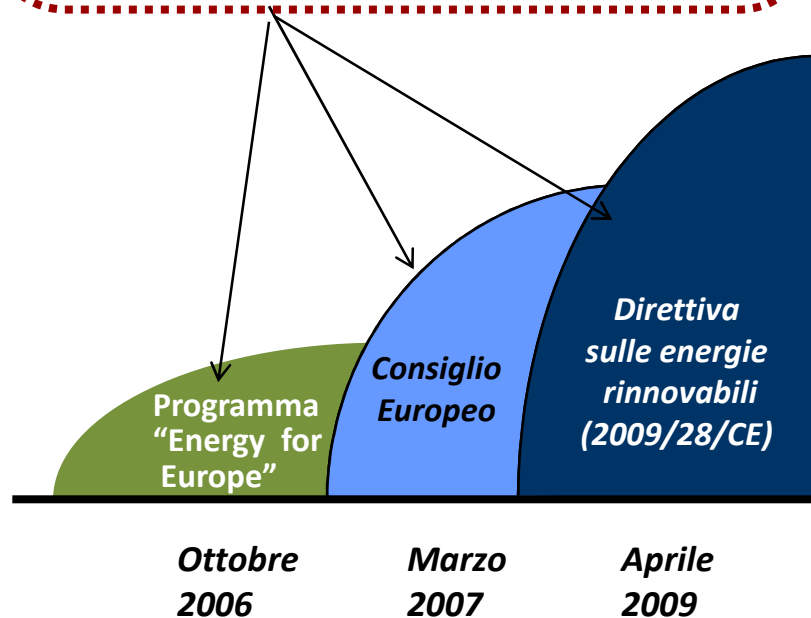 Programma
“Energy for
Europe”
Consiglio
Europeo
Direttiva
sulle energie
rinnovabili
(2009/28/CE)
Ottobre
2006
Marzo
2007
Aprile
2009